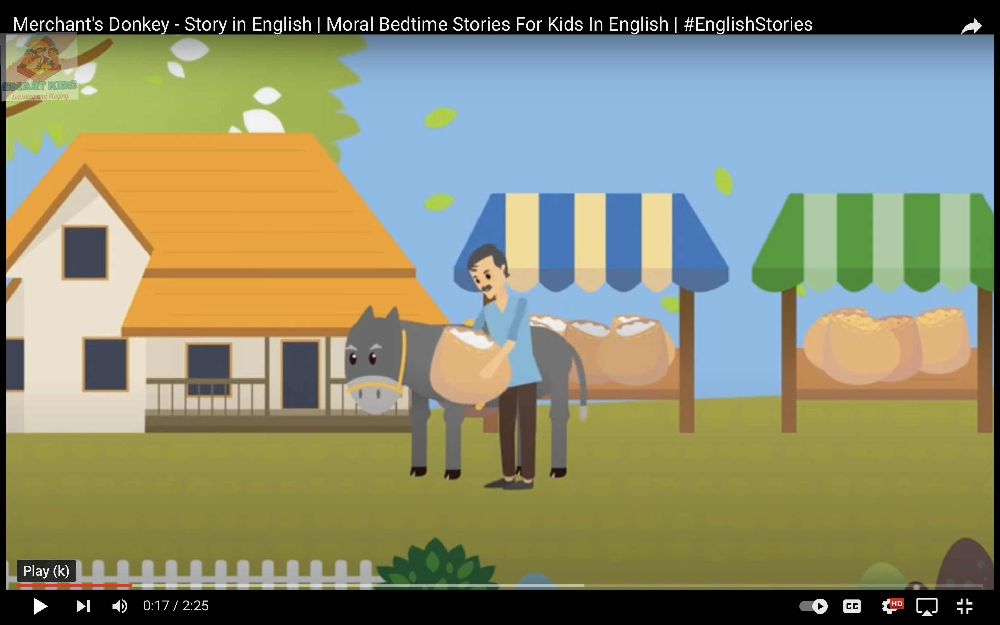 Merchant's Donkey - Story in English | Moral Bedtime Stories For Kids In English | #EnglishStories
SMART KIDS
Learning and Playing
Play (k)
0:17 / 2:25
CC
HD